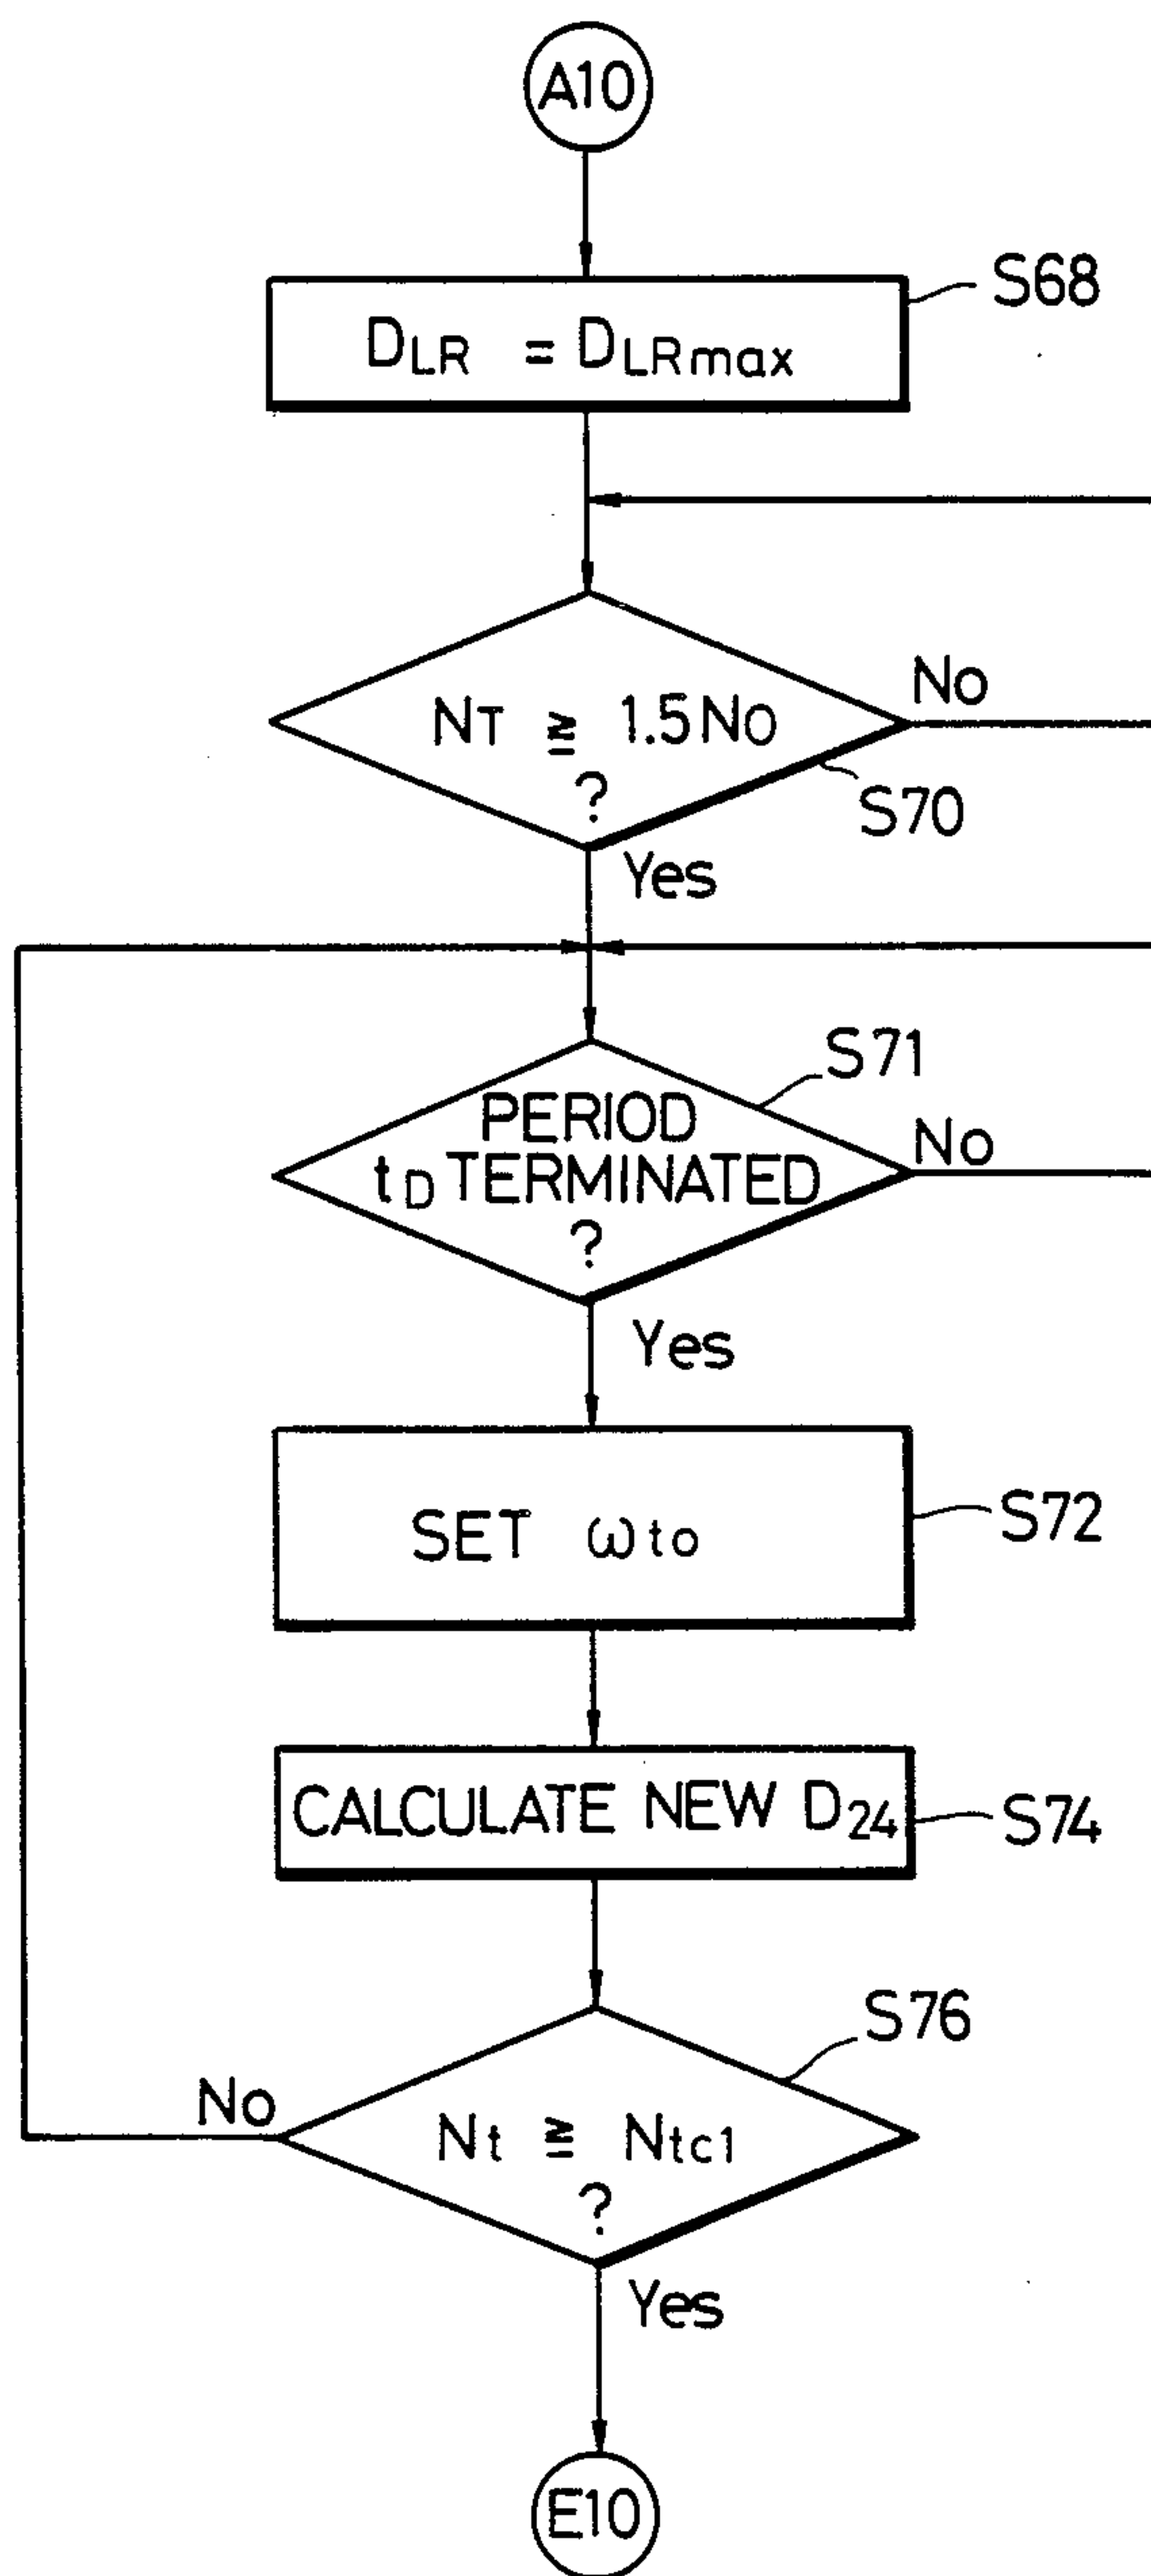 A10
S68
DLR = DLRmax
No
NT ≧ 1.5N0
?
S70
Yes
S71
PERIOD
tD TERMINATED
?
No
Yes
S72
SET ωto
CALCULATE NEW D24
S74
S76
No
Nt ≧ Ntc1
?
Yes
E10